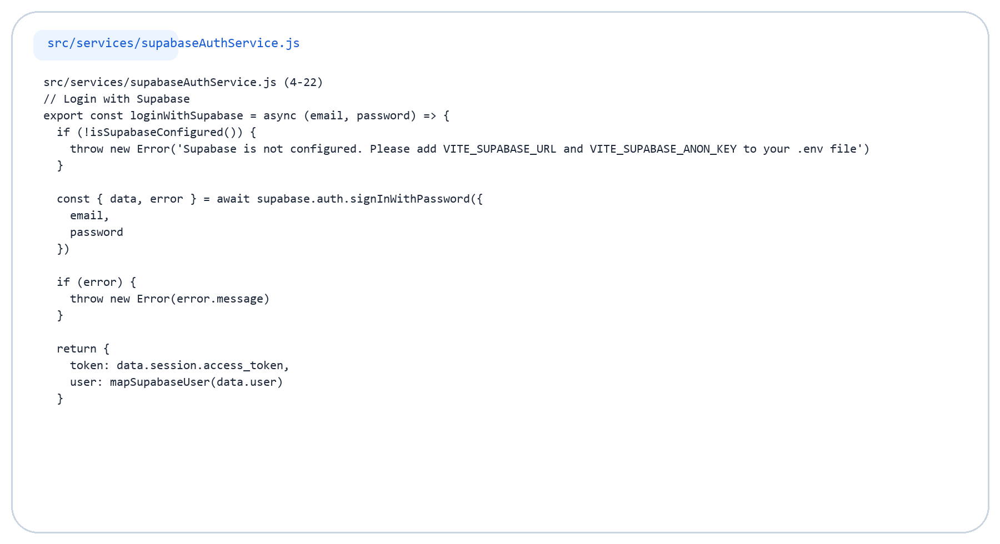 src/services/supabaseAuthService.js
src/services/supabaseAuthService.js (4-22)
// Login with Supabase
export const loginWithSupabase = async (email, password) => {
  if (!isSupabaseConfigured()) {
    throw new Error('Supabase is not configured. Please add VITE_SUPABASE_URL and VITE_SUPABASE_ANON_KEY to your .env file')
  }

  const { data, error } = await supabase.auth.signInWithPassword({
    email,
    password
  })

  if (error) {
    throw new Error(error.message)
  }

  return {
    token: data.session.access_token,
    user: mapSupabaseUser(data.user)
  }